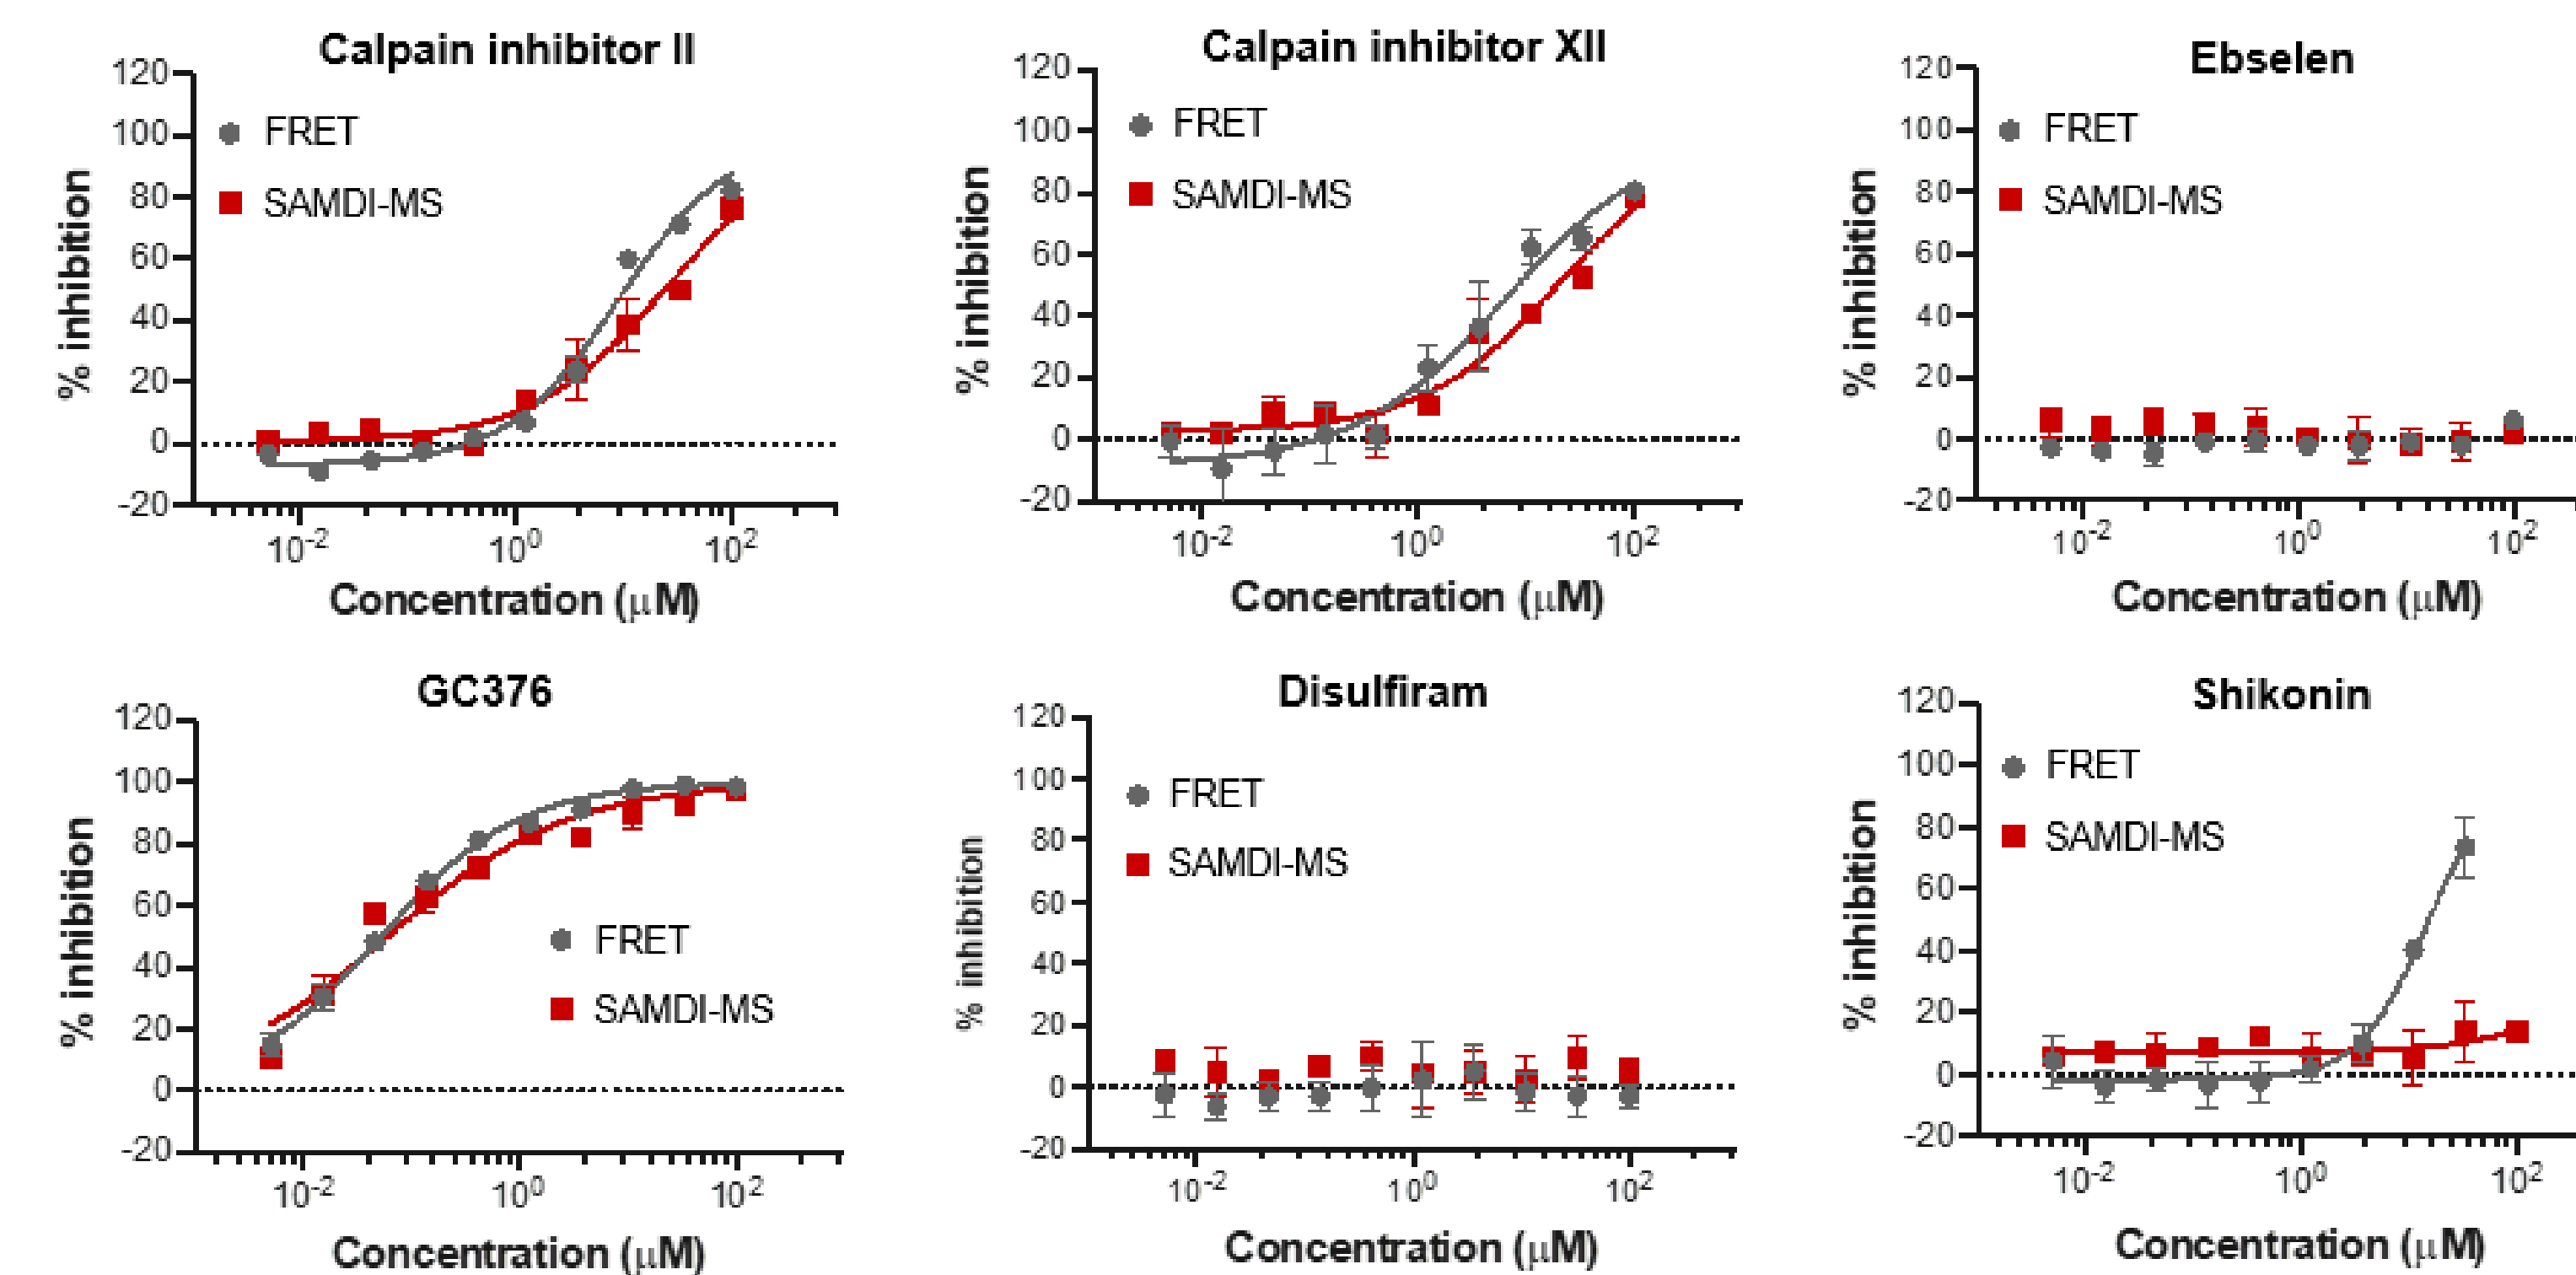 Calpain inhibitor II
120
100
80
60
40
20
0
-20
% inhibition
FRET
SAMDI-MS
10-2
100
102
Concentration (μM)
Calpain inhibitor XII
120
100
80
60
40
20
0
-20
% inhibition
FRET
SAMDI-MS
10-2
100
102
Concentration (μM)
Ebselen
120
100
80
60
40
20
0
-20
% inhibition
FRET
SAMDI-MS
10-2
100
102
Concentration (μM)
GC376
120
100
80
60
40
20
0
-20
% inhibition
FRET
SAMDI-MS
10-2
100
102
Concentration (μM)
Disulfiram
120
100
80
60
40
20
0
-20
% inhibition
FRET
SAMDI-MS
10-2
100
102
Concentration (μM)
Shikonin
120
100
80
60
40
20
0
-20
% inhibition
FRET
SAMDI-MS
10-2
100
102
Concentration (μM)